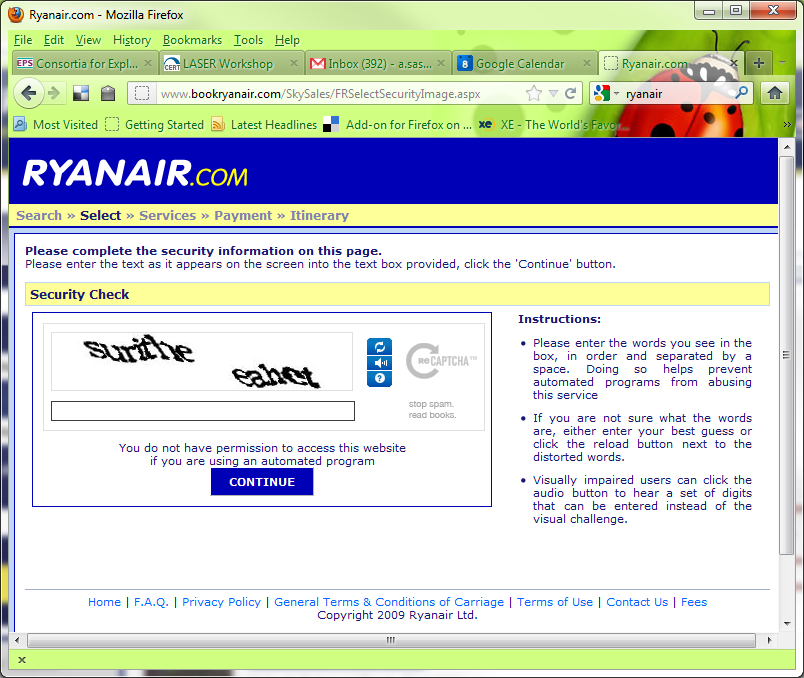 Ryanair.com - Mozilla Firefox
File Edit View History Bookmarks Tools Help
EPS Consortia for Expl... CERT LASER Workshop Inbox (392) - a.sas... 8 Google Calendar Ryanair.com
www.bookryanair.com/SkySales/FRSelectSecurityImage.aspx ryanair
Most Visited Getting Started Latest Headlines Add-on for Firefox on ... xe XE - The World's Favor...
RYANAIR.COM
Search » Select » Services » Payment » Itinerary
Please complete the security information on this page.
Please enter the text as it appears on the screen into the text box provided, click the 'Continue' button.
Security Check
reCAPTCHA™
stop spam.
read books.
You do not have permission to access this website
if you are using an automated program
CONTINUE
Instructions:
Please enter the words you see in the
box, in order and separated by a
space. Doing so helps prevent
automated programs from abusing
this service
If you are not sure what the words
are, either enter your best guess or
click the reload button next to the
distorted words.
Visually impaired users can click the
audio button to hear a set of digits
that can be entered instead of the
visual challenge.
Home | F.A.Q. | Privacy Policy | General Terms & Conditions of Carriage | Terms of Use | Contact Us | Fees
Copyright 2009 Ryanair Ltd.